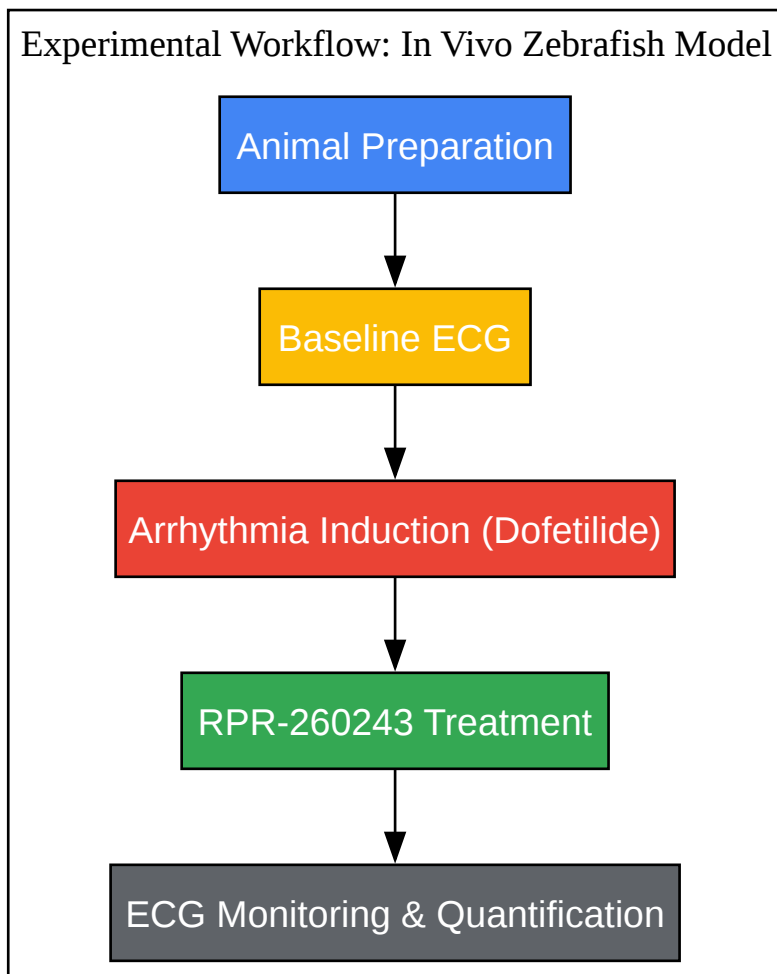 Experimental Workflow: In Vivo Zebrafish Model
Animal Preparation
Baseline ECG
Arrhythmia Induction (Dofetilide)
RPR-260243 Treatment
ECG Monitoring & Quantification